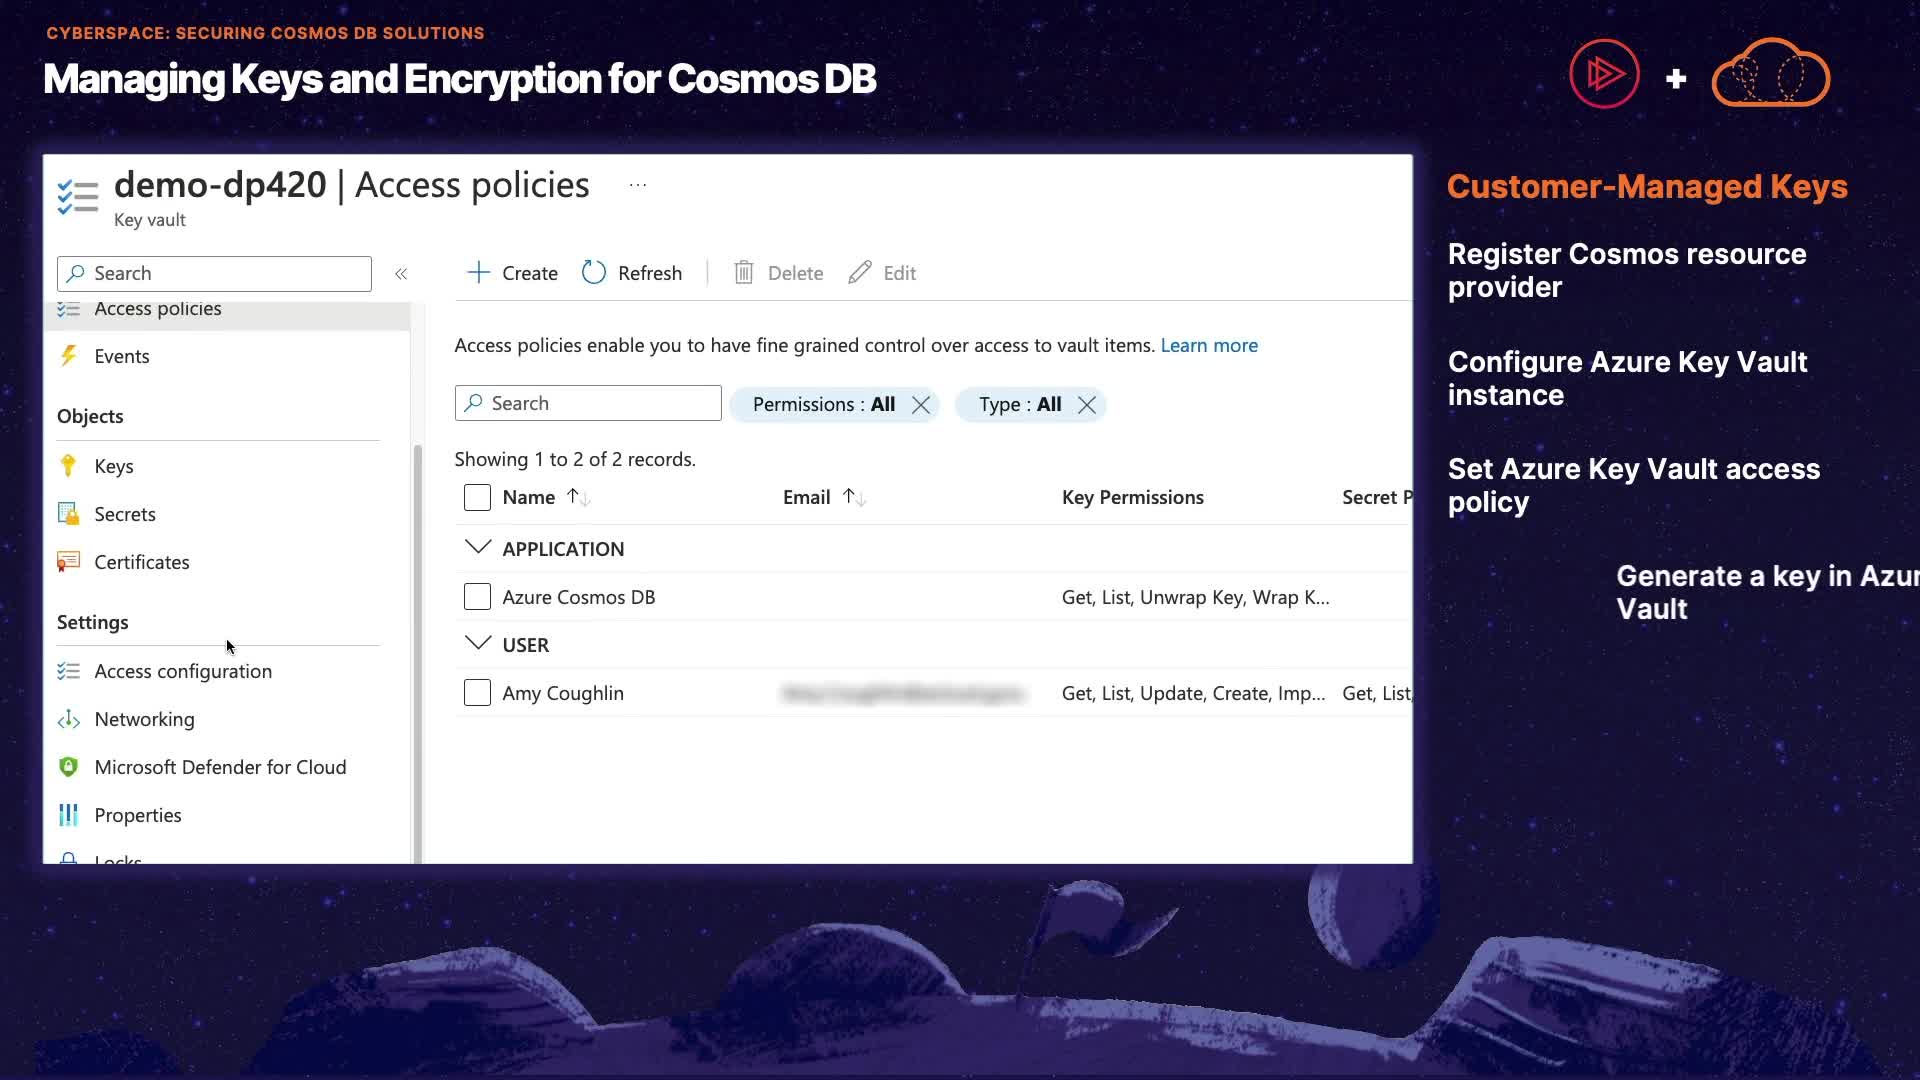 CYBERSPACE: SECURING COSMOS DB SOLUTIONS
Managing Keys and Encryption for Cosmos DB
demo-dp420 | Access policies ...
Key vault
Search
Access policies
Events
Objects
Keys
Secrets
Certificates
Settings
Access configuration
Networking
Microsoft Defender for Cloud
Properties
Locks
Create Refresh Delete Edit
Access policies enable you to have fine grained control over access to vault items. Learn more
Search Permissions : All Type : All
Showing 1 to 2 of 2 records.
Name Email Key Permissions Secret P
APPLICATION
Azure Cosmos DB Get, List, Unwrap Key, Wrap K...
USER
Amy Coughlin Get, List, Update, Create, Imp... Get, List,
Customer-Managed Keys
Register Cosmos resource
provider
Configure Azure Key Vault
instance
Set Azure Key Vault access
policy
Generate a key in Azur
Vault